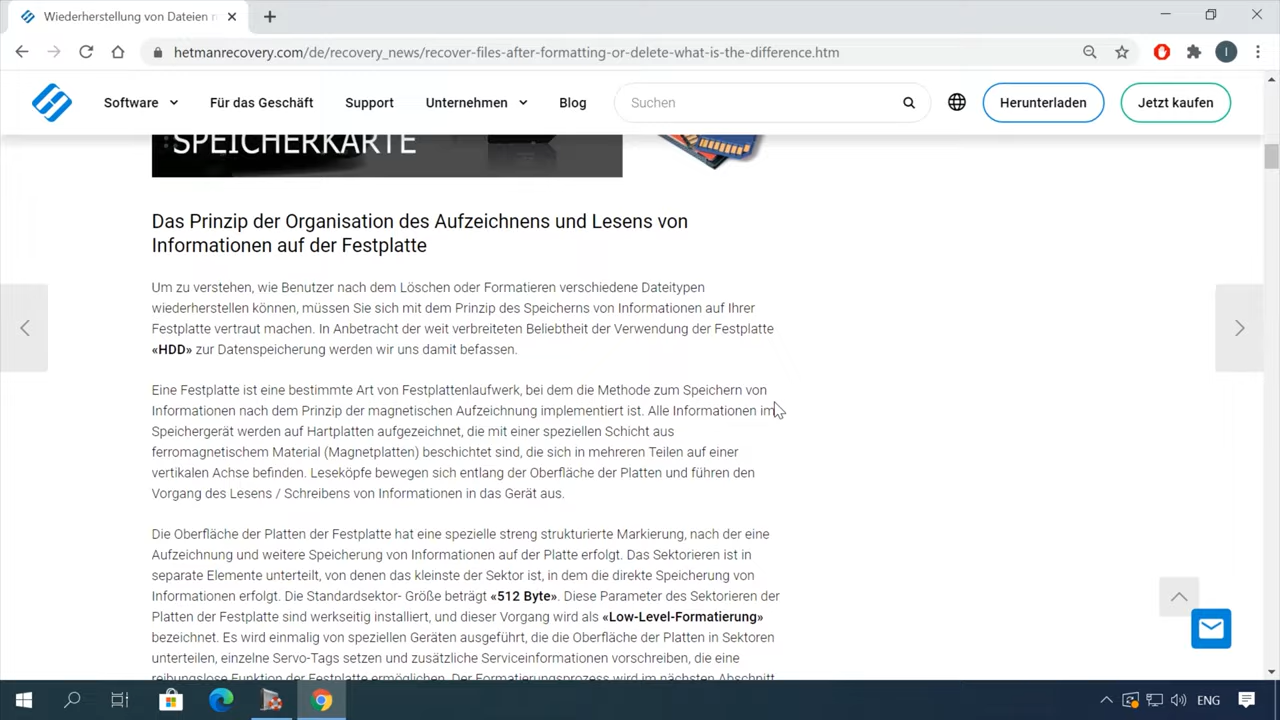 Wiederherstellung von Dateien n
hetmanrecovery.com/de/recovery_news/recover-files-after-formatting-or-delete-what-is-the-difference.htm
I
Software
Für das Geschäft
Support
Unternehmen
Blog
Suchen
Herunterladen
Jetzt kaufen
SPEICHERKARTE
Das Prinzip der Organisation des Aufzeichnens und Lesens von
Informationen auf der Festplatte
Um zu verstehen, wie Benutzer nach dem Löschen oder Formatieren verschiedene Dateitypen
wiederherstellen können, müssen Sie sich mit dem Prinzip des Speicherns von Informationen auf Ihrer
Festplatte vertraut machen. In Anbetracht der weit verbreiteten Beliebtheit der Verwendung der Festplatte
«HDD» zur Datenspeicherung werden wir uns damit befassen.
Eine Festplatte ist eine bestimmte Art von Festplattenlaufwerk, bei dem die Methode zum Speichern von
Informationen nach dem Prinzip der magnetischen Aufzeichnung implementiert ist. Alle Informationen im
Speichergerät werden auf Hartplatten aufgezeichnet, die mit einer speziellen Schicht aus
ferromagnetischem Material (Magnetplatten) beschichtet sind, die sich in mehreren Teilen auf einer
vertikalen Achse befinden. Leseköpfe bewegen sich entlang der Oberfläche der Platten und führen den
Vorgang des Lesens / Schreibens von Informationen in das Gerät aus.
Die Oberfläche der Platten der Festplatte hat eine spezielle streng strukturierte Markierung, nach der eine
Aufzeichnung und weitere Speicherung von Informationen auf der Platte erfolgt. Das Sektorieren ist in
separate Elemente unterteilt, von denen das kleinste der Sektor ist, in dem die direkte Speicherung von
Informationen erfolgt. Die Standardsektor- Größe beträgt «512 Byte». Diese Parameter des Sektorieren der
Platten der Festplatte sind werkseitig installiert, und dieser Vorgang wird als «Low-Level-Formatierung»
bezeichnet. Es wird einmalig von speziellen Geräten ausgeführt, die die Oberfläche der Platten in Sektoren
unterteilen, einzelne Servo-Tags setzen und zusätzliche Serviceinformationen vorschreiben, die eine
reibungslose Funktion der Festplatte ermöglichen. Der Formatierungsprozess wird im nächsten Abschnitt
ENG